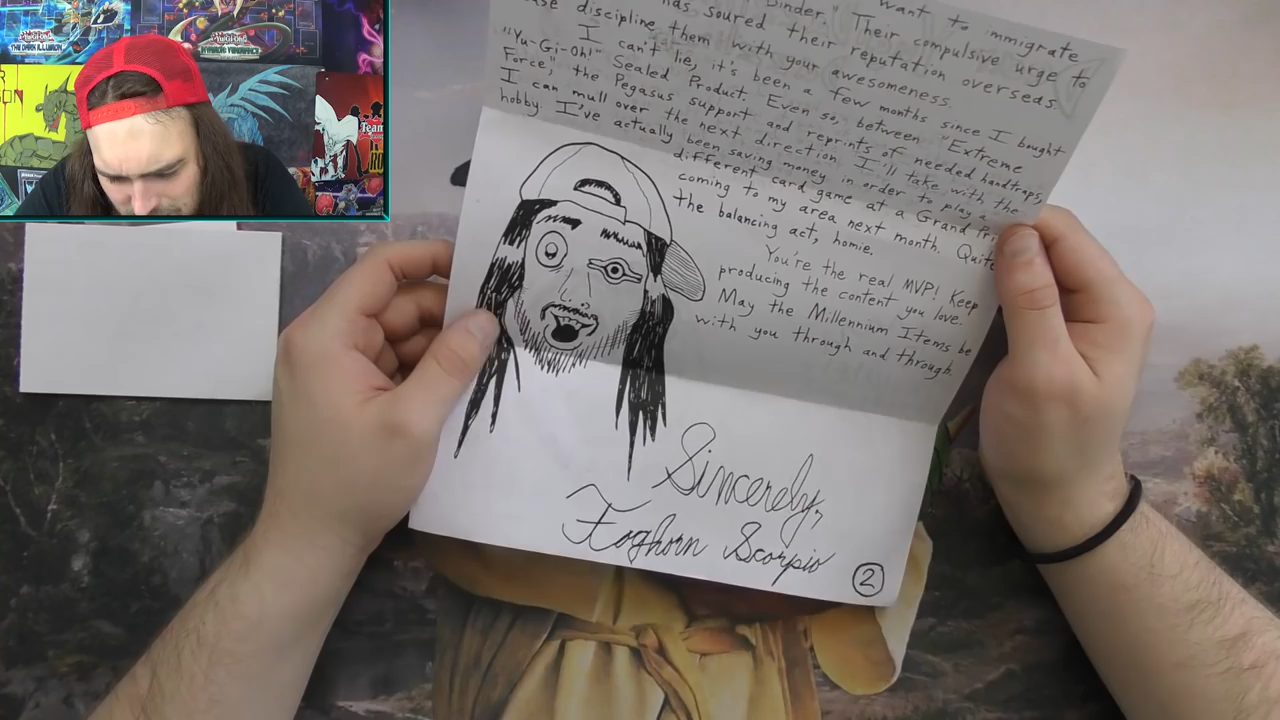 YU-GI-OH!
THE DARK ILLUSION
want to immigrate
Binder." Their compulsive urge to
has soured their reputation overseas.
discipline them with your awesomeness.
I can't lie, it's been a few months since I bought
"Yu-Gi-Oh!" Sealed Product. Even so, between "Extreme
Force," the Pegasus support and reprints of needed handtraps,
I can mull over the next direction I'll take with the
hobby. I've actually been saving money in order to play a
different card game at a Grand Prix
coming to my area next month. Quite
the balancing act, homie.
You're the real MVP! Keep
producing the content you love.
May the Millennium Items be
with you through and through.
Sincerely,
Foghorn Scorpio
2